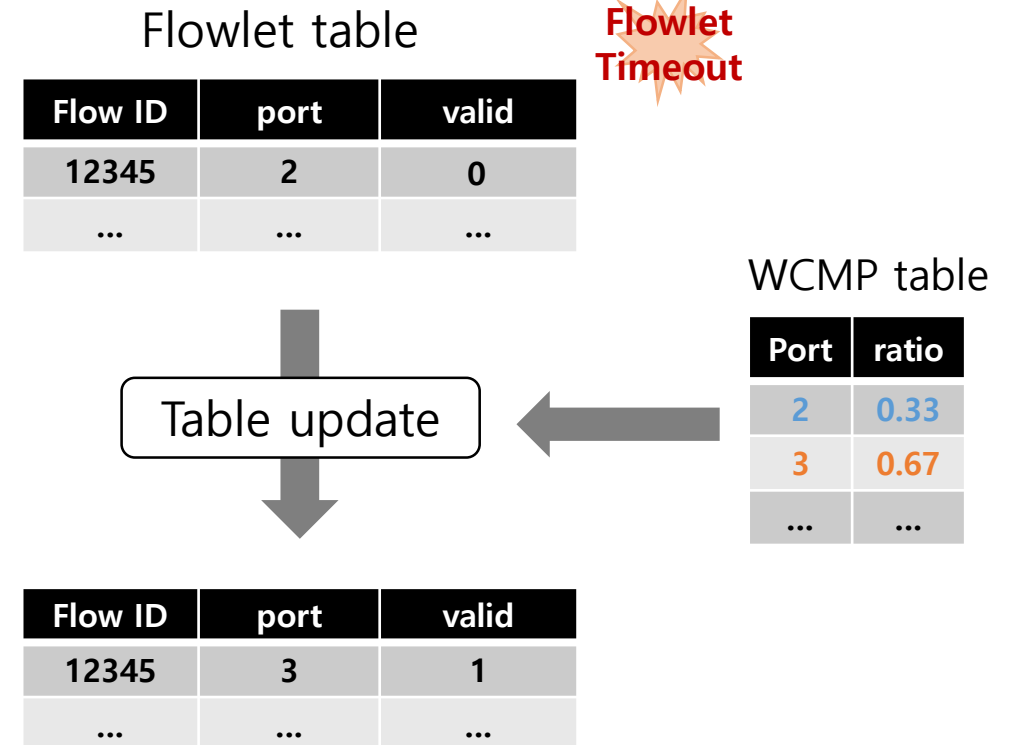 Flowlet table
Flowlet
Timeout
Flow ID port valid
12345 2 0
... ... ...
WCMP table
Port ratio
2 0.33
3 0.67
... ...
Table update
Flow ID port valid
12345 3 1
... ... ...